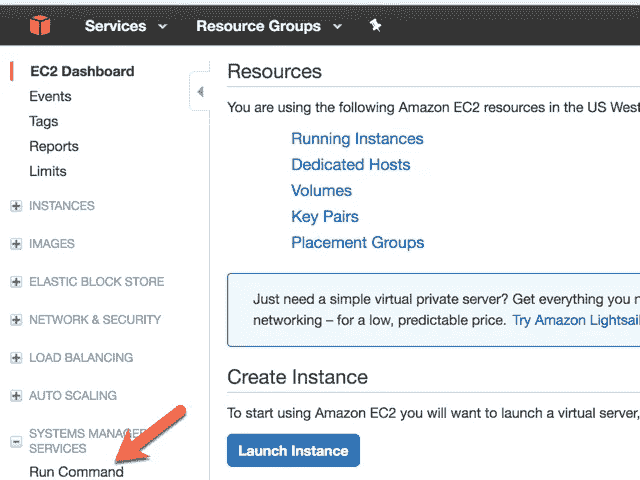 Services
Resource Groups
EC2 Dashboard
Events
Tags
Reports
Limits
INSTANCES
IMAGES
ELASTIC BLOCK STORE
NETWORK & SECURITY
LOAD BALANCING
AUTO SCALING
SYSTEMS MANAGER
SERVICES
Run Command
Resources
You are using the following Amazon EC2 resources in the US West
Running Instances
Dedicated Hosts
Volumes
Key Pairs
Placement Groups
Just need a simple virtual private server? Get everything you
networking – for a low, predictable price. Try Amazon Lightsail
Create Instance
To start using Amazon EC2 you will want to launch a virtual server,
Launch Instance